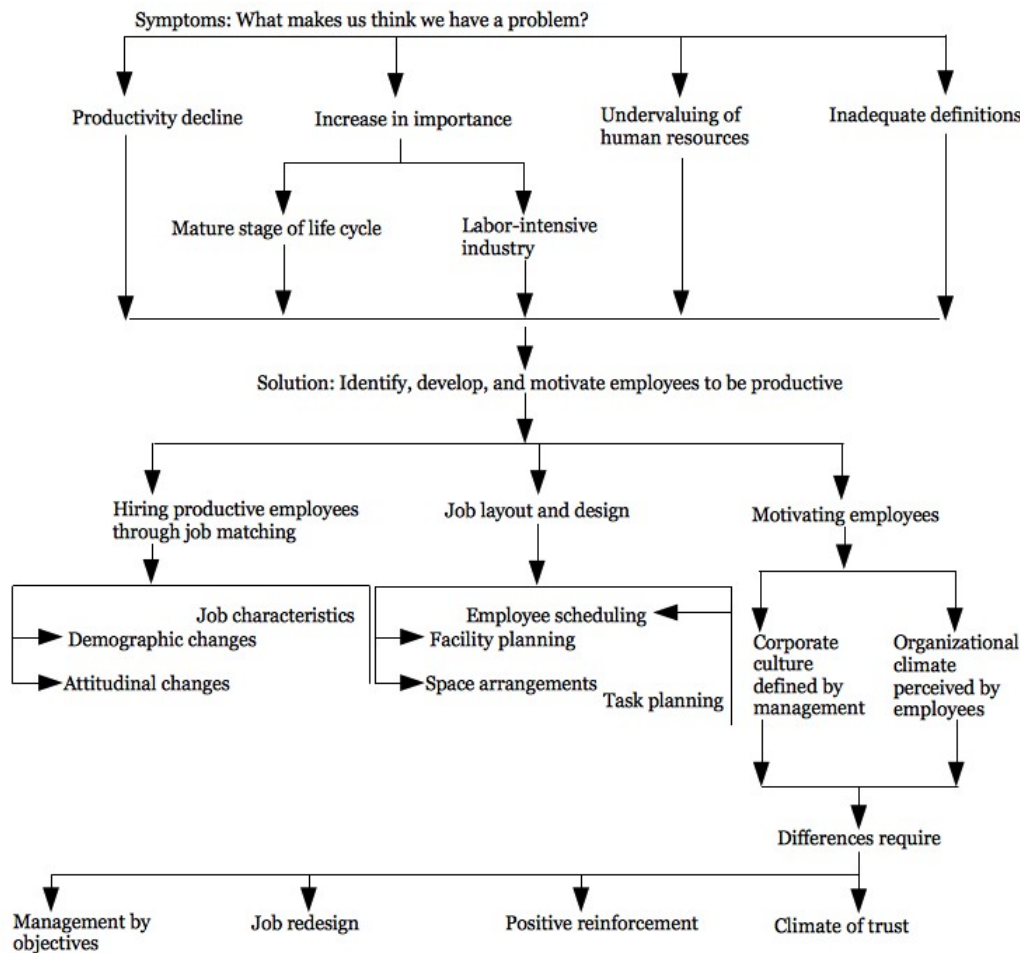 Symptoms: What makes us think we have a problem?
Productivity decline
Increase in importance
Undervaluing of
human resources
Inadequate definitions
Mature stage of life cycle
Labor-intensive
industry
Solution: Identify, develop, and motivate employees to be productive
Hiring productive employees
through job matching
Job layout and design
Motivating employees
Job characteristics
Demographic changes
Attitudinal changes
Employee scheduling
Facility planning
Space arrangements
Task planning
Corporate
culture
defined by
management
Organizational
climate
perceived by
employees
Differences require
Management by
objectives
Job redesign
Positive reinforcement
Climate of trust